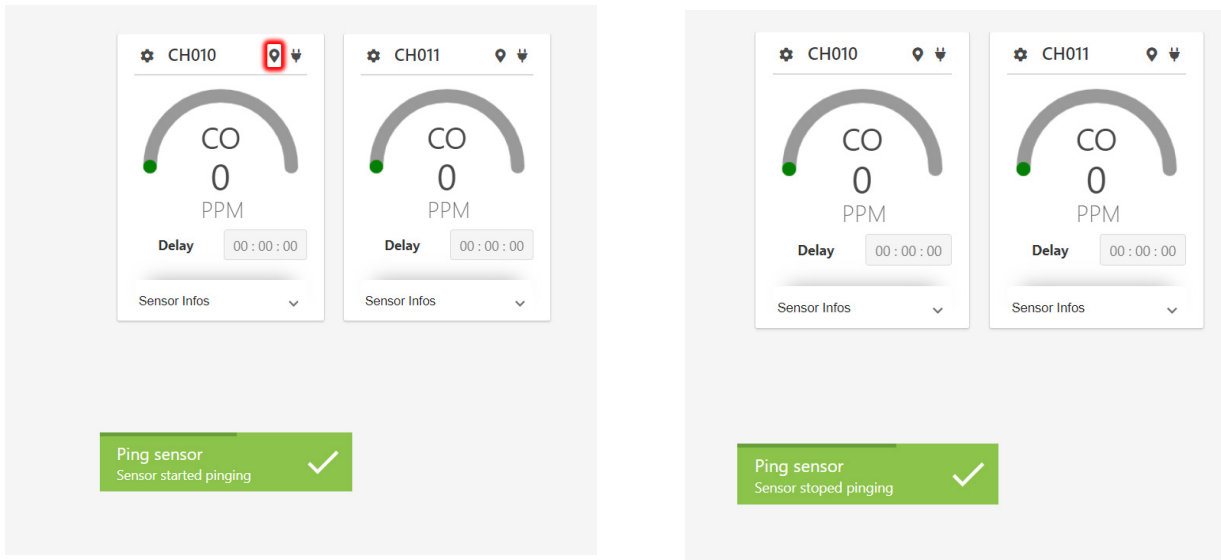 CH010
CO
0
PPM
Delay 00 : 00 : 00
Sensor Infos
CH011
CO
0
PPM
Delay 00 : 00 : 00
Sensor Infos
Ping sensor
Sensor started pinging
CH010
CO
0
PPM
Delay 00 : 00 : 00
Sensor Infos
CH011
CO
0
PPM
Delay 00 : 00 : 00
Sensor Infos
Ping sensor
Sensor stoped pinging